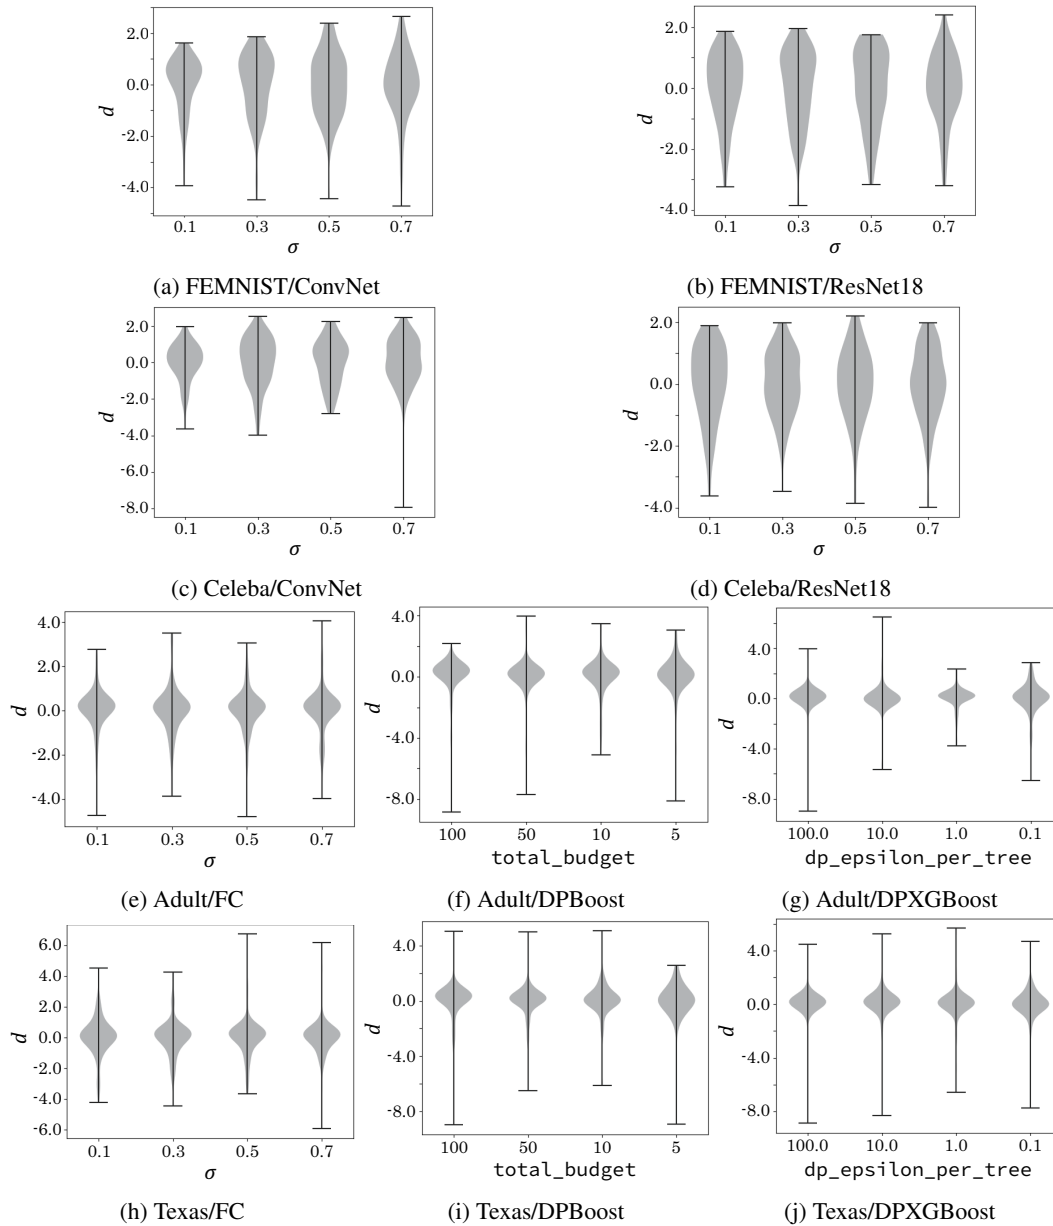 2.0
0.0
-2.0
-4.0
d
0.1 0.3 0.5 0.7
σ
(a) FEMNIST/ConvNet
2.0
0.0
-2.0
-4.0
d
0.1 0.3 0.5 0.7
σ
(b) FEMNIST/ResNet18
2.0
0.0
-2.0
-4.0
-6.0
-8.0
d
0.1 0.3 0.5 0.7
σ
(c) Celeba/ConvNet
2.0
0.0
-2.0
-4.0
d
0.1 0.3 0.5 0.7
σ
(d) Celeba/ResNet18
4.0
2.0
0.0
-2.0
-4.0
d
0.1 0.3 0.5 0.7
σ
(e) Adult/FC
4.0
0.0
-4.0
-8.0
d
100 50 10 5
total_budget
(f) Adult/DPBoost
4.0
0.0
-4.0
-8.0
d
100.0 10.0 1.0 0.1
dp_epsilon_per_tree
(g) Adult/DPXGBoost
6.0
4.0
2.0
0.0
-2.0
-4.0
-6.0
d
0.1 0.3 0.5 0.7
σ
(h) Texas/FC
4.0
0.0
-4.0
-8.0
d
100 50 10 5
total_budget
(i) Texas/DPBoost
4.0
0.0
-4.0
-8.0
d
100.0 10.0 1.0 0.1
dp_epsilon_per_tree
(j) Texas/DPXGBoost